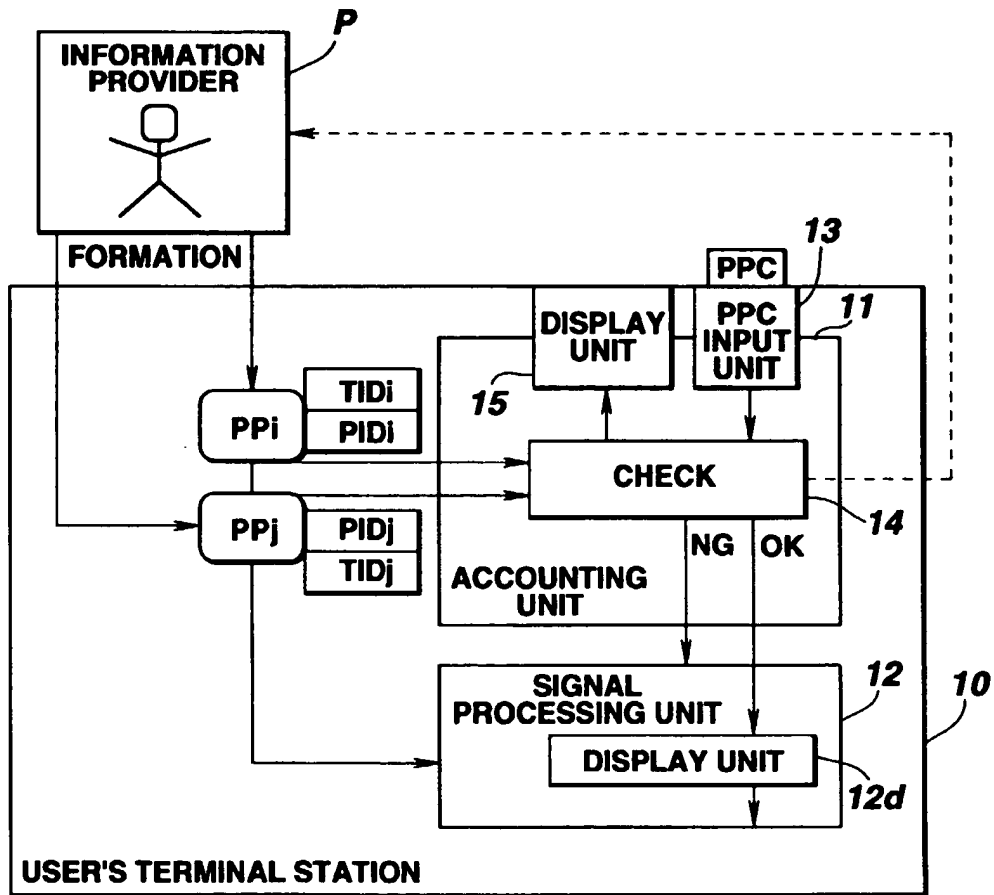 P
INFORMATION
PROVIDER
FORMATION
13
PPC
11
DISPLAY
UNIT
PPC
INPUT
UNIT
15
TIDi
PPi
PIDi
CHECK
14
PPj
PIDj
TIDj
NG
OK
ACCOUNTING
UNIT
12
10
SIGNAL
PROCESSING UNIT
DISPLAY UNIT
12d
USER'S TERMINAL STATION